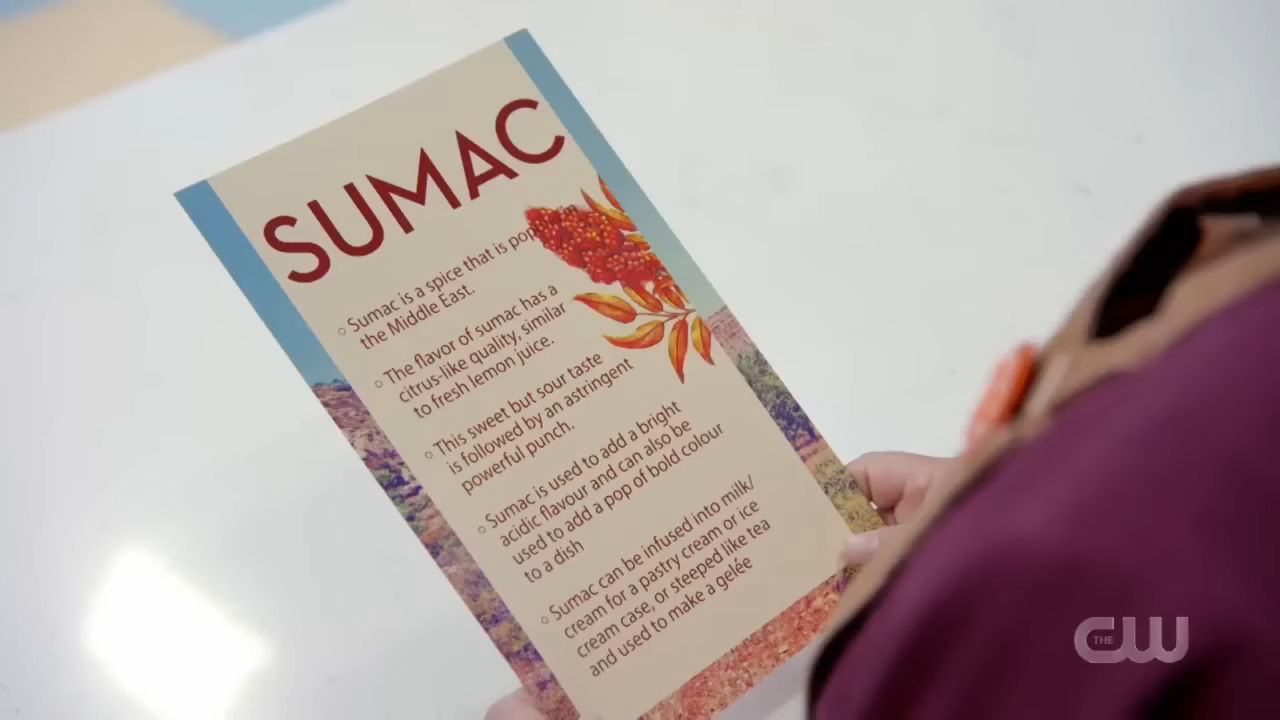 SUMAC
Sumac is a spice that is popular in
the Middle East.
The flavor of sumac has a
citrus-like quality, similar
to fresh lemon juice.
This sweet but sour taste
is followed by an astringent
powerful punch.
Sumac is used to add a bright
acidic flavour and can also be
used to add a pop of bold colour
to a dish
Sumac can be infused into milk/
cream for a pastry cream or ice
cream case, or steeped like tea
and used to make a gelée
THE CW